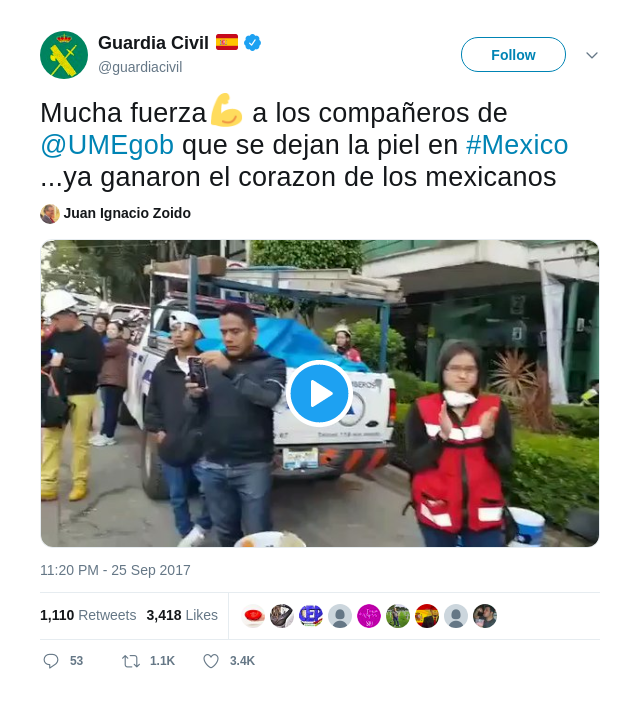 Guardia Civil
@guardiacivil
Follow
Mucha fuerza💪 a los compañeros de
@UMEgob que se dejan la piel en #Mexico
...ya ganaron el corazon de los mexicanos
Juan Ignacio Zoido
11:20 PM - 25 Sep 2017
1,110 Retweets 3,418 Likes
53 1.1K 3.4K